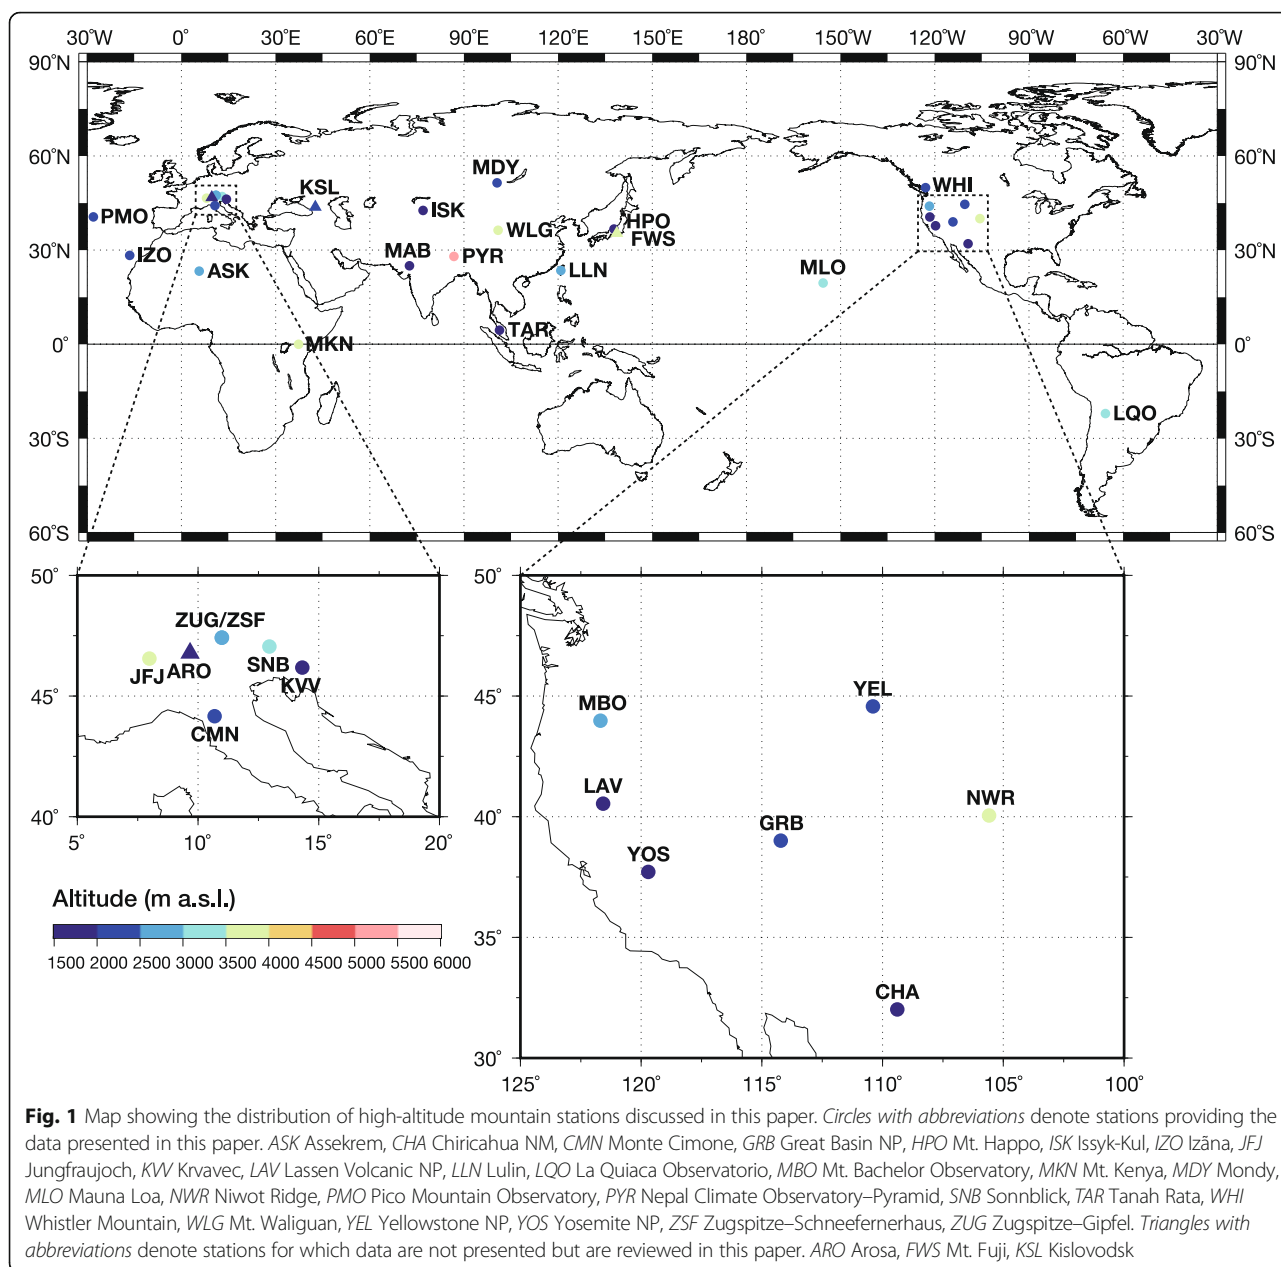 30°W 0° 30°E 60°E 90°E 120°E 150°E 180° 150°W 120°W 90°W 60°W 30°W
90°N 90°N
60°N 60°N
MDY
KSL WHI
PMO ISK HPO
WLG FWS
30°N 30°N
IZO MAB PYR
ASK LLN MLO
TAR
0° MKN 0°
LQO
30°S 30°S
60°S 60°S
50° 50°
ZUG/ZSF
JFJ ARO SNB KVV
45° 45°
YEL
MBO
CMN
LAV NWR
40° 40°
5° 10° 15° 20°
GRB
YOS
Altitude (m a.s.l.)
35°
1500 2000 2500 3000 3500 4000 4500 5000 5500 6000
CHA
30°
125° 120° 115° 110° 105° 100°
Fig. 1 Map showing the distribution of high-altitude mountain stations discussed in this paper. Circles with abbreviations denote stations providing the
data presented in this paper. ASK Assekrem, CHA Chiricahua NM, CMN Monte Cimone, GRB Great Basin NP, HPO Mt. Happo, ISK Issyk-Kul, IZO Izāna, JFJ
Jungfraujoch, KVV Krvavec, LAV Lassen Volcanic NP, LLN Lulin, LQO La Quiaca Observatorio, MBO Mt. Bachelor Observatory, MKN Mt. Kenya, MDY Mondy,
MLO Mauna Loa, NWR Niwot Ridge, PMO Pico Mountain Observatory, PYR Nepal Climate Observatory–Pyramid, SNB Sonnblick, TAR Tanah Rata, WHI
Whistler Mountain, WLG Mt. Waliguan, YEL Yellowstone NP, YOS Yosemite NP, ZSF Zugspitze–Schneefernerhaus, ZUG Zugspitze–Gipfel. Triangles with
abbreviations denote stations for which data are not presented but are reviewed in this paper. ARO Arosa, FWS Mt. Fuji, KSL Kislovodsk